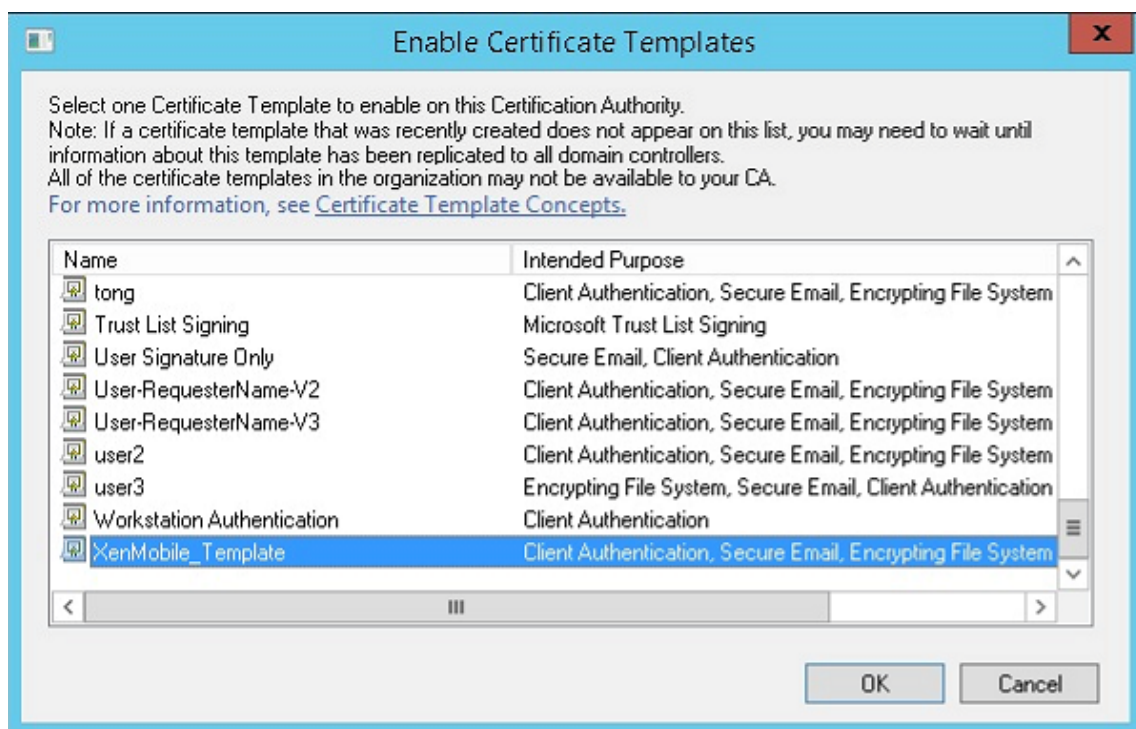 Enable Certificate Templates
x
Select one Certificate Template to enable on this Certification Authority.
Note: If a certificate template that was recently created does not appear on this list, you may need to wait until
information about this template has been replicated to all domain controllers.
All of the certificate templates in the organization may not be available to your CA.
For more information, see Certificate Template Concepts.
Name Intended Purpose
tong Client Authentication, Secure Email, Encrypting File System
Trust List Signing Microsoft Trust List Signing
User Signature Only Secure Email, Client Authentication
User-RequesterName-V2 Client Authentication, Secure Email, Encrypting File System
User-RequesterName-V3 Client Authentication, Secure Email, Encrypting File System
user2 Client Authentication, Secure Email, Encrypting File System
user3 Encrypting File System, Secure Email, Client Authentication
Workstation Authentication Client Authentication
XenMobile_Template Client Authentication, Secure Email, Encrypting File System
OK Cancel